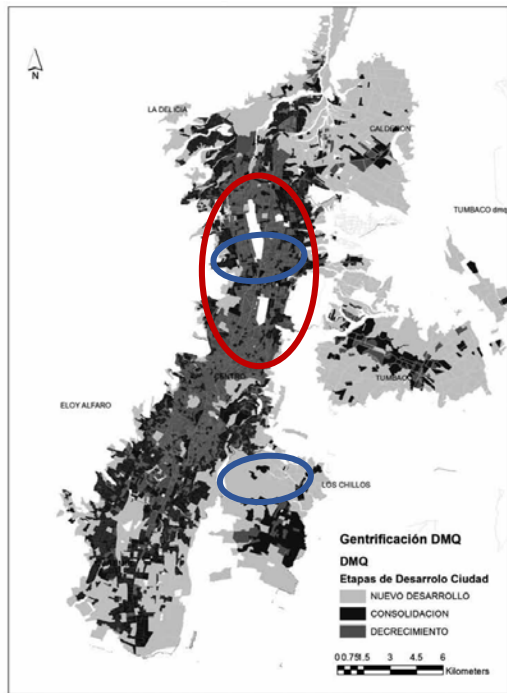 N
LA DELICIA
CALDERON
TUMBACO dmq
CENTRO
TUMBACO
ELOY ALFARO
LOS CHILLOS
Gentrificación DMQ
DMQ
Etapas de Desarrolo Ciudad
NUEVO DESARROLLO
CONSOLIDACION
DECRECIMIENTO
0 0.75 1.5 3 4.5 6
Kilometers